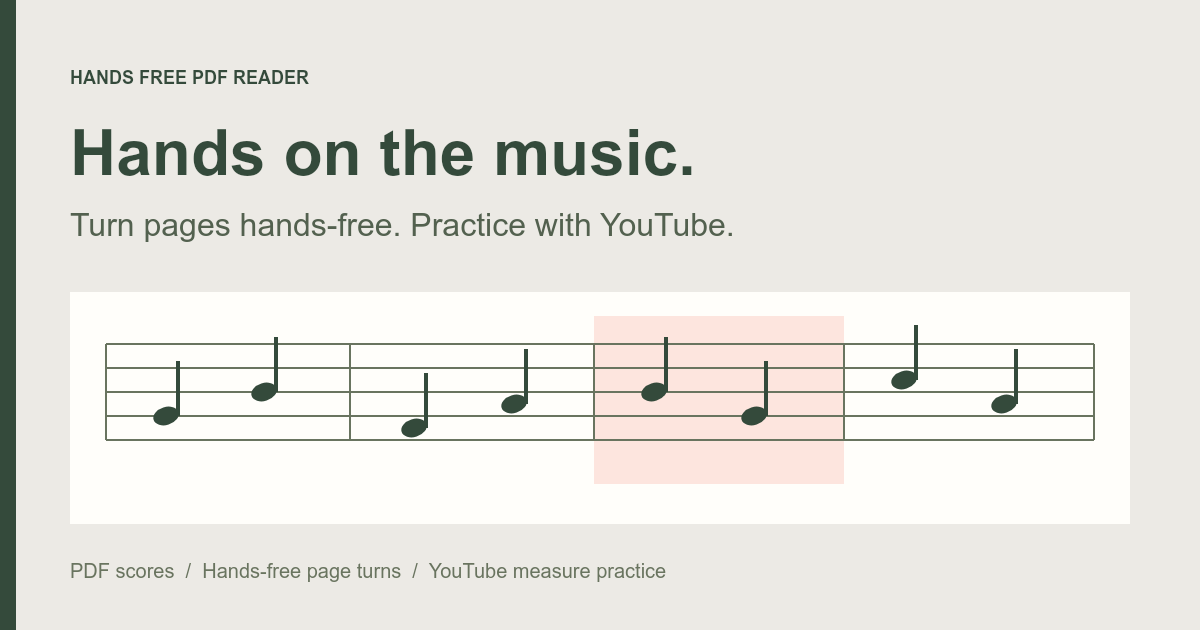 HANDS FREE PDF READER
Hands on the music.
Turn pages hands-free. Practice with YouTube.
PDF scores / Hands-free page turns / YouTube measure practice